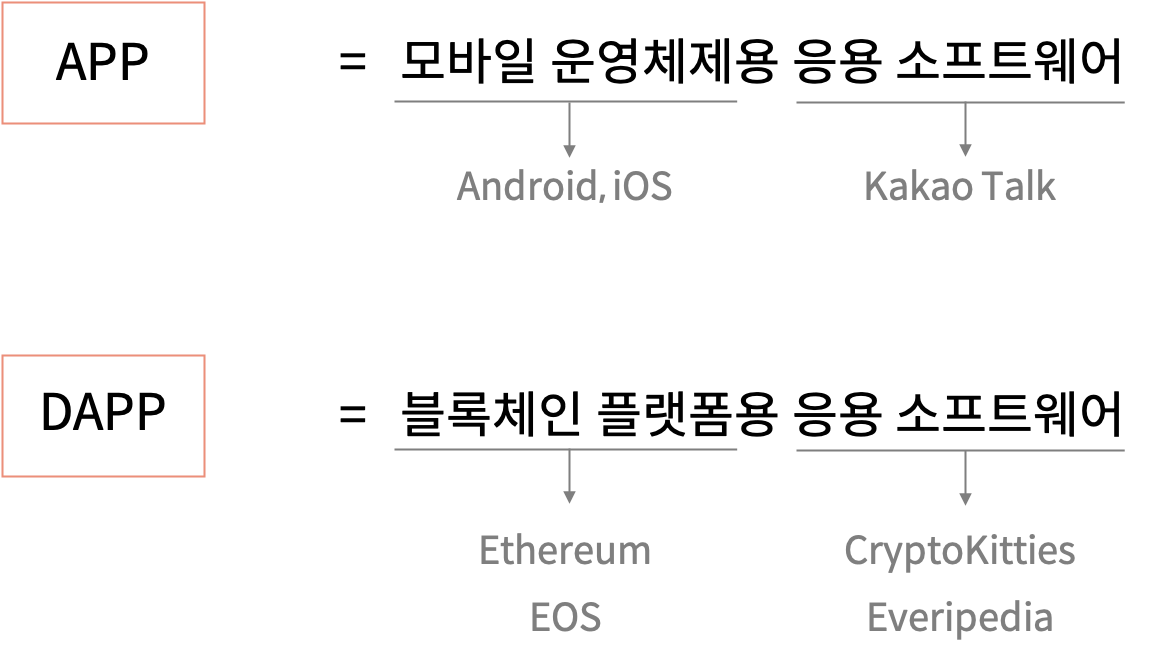 APP = 모바일 운영체제용 응용 소프트웨어
Android, iOS Kakao Talk
DAPP = 블록체인 플랫폼용 응용 소프트웨어
Ethereum CryptoKitties
EOS Everipedia